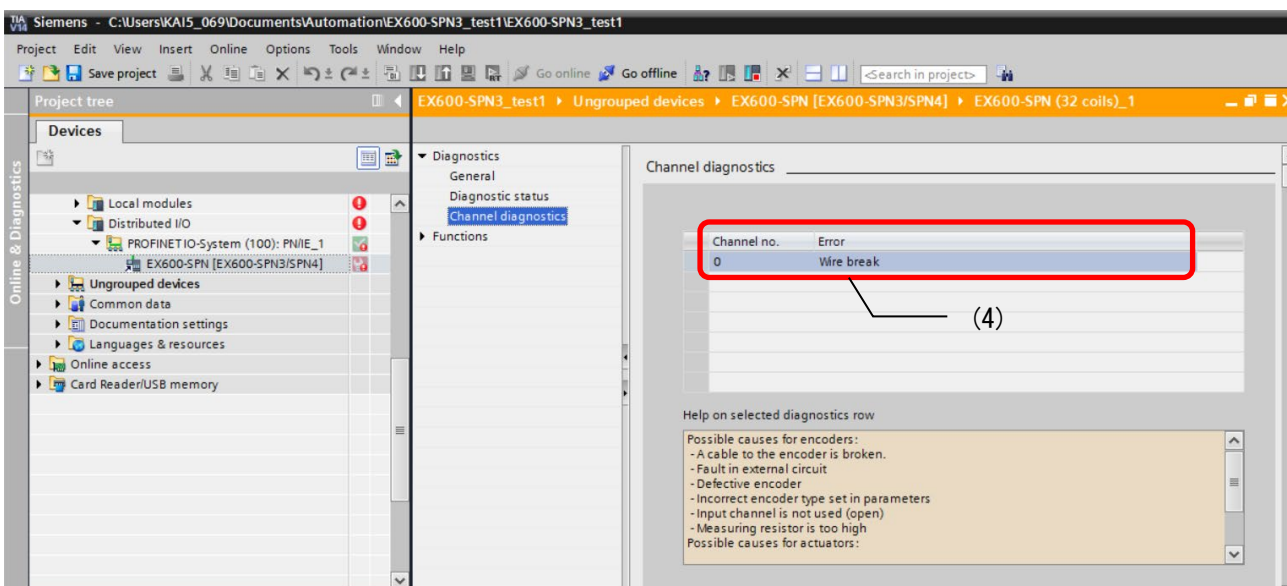 TIA V14 Siemens - C:\Users\KAI5_069\Documents\Automation\EX600-SPN3_test1\EX600-SPN3_test1
Project Edit View Insert Online Options Tools Window Help
Save project Go online Go offline <Search in project>
Project tree
EX600-SPN3_test1 Ungrouped devices EX600-SPN [EX600-SPN3/SPN4] EX600-SPN (32 coils)_1
Online & Diagnostics
Devices
Local modules
Distributed I/O
PROFINET IO-System (100): PN/IE_1
EX600-SPN [EX600-SPN3/SPN4]
Ungrouped devices
Common data
Documentation settings
Languages & resources
Online access
Card Reader/USB memory
Diagnostics
General
Diagnostic status
Channel diagnostics
Functions
Channel diagnostics
Channel no. Error
0 Wire break
(4)
Help on selected diagnostics row
Possible causes for encoders:
- A cable to the encoder is broken.
- Fault in external circuit
- Defective encoder
- Incorrect encoder type set in parameters
- Input channel is not used (open)
- Measuring resistor is too high
Possible causes for actuators: